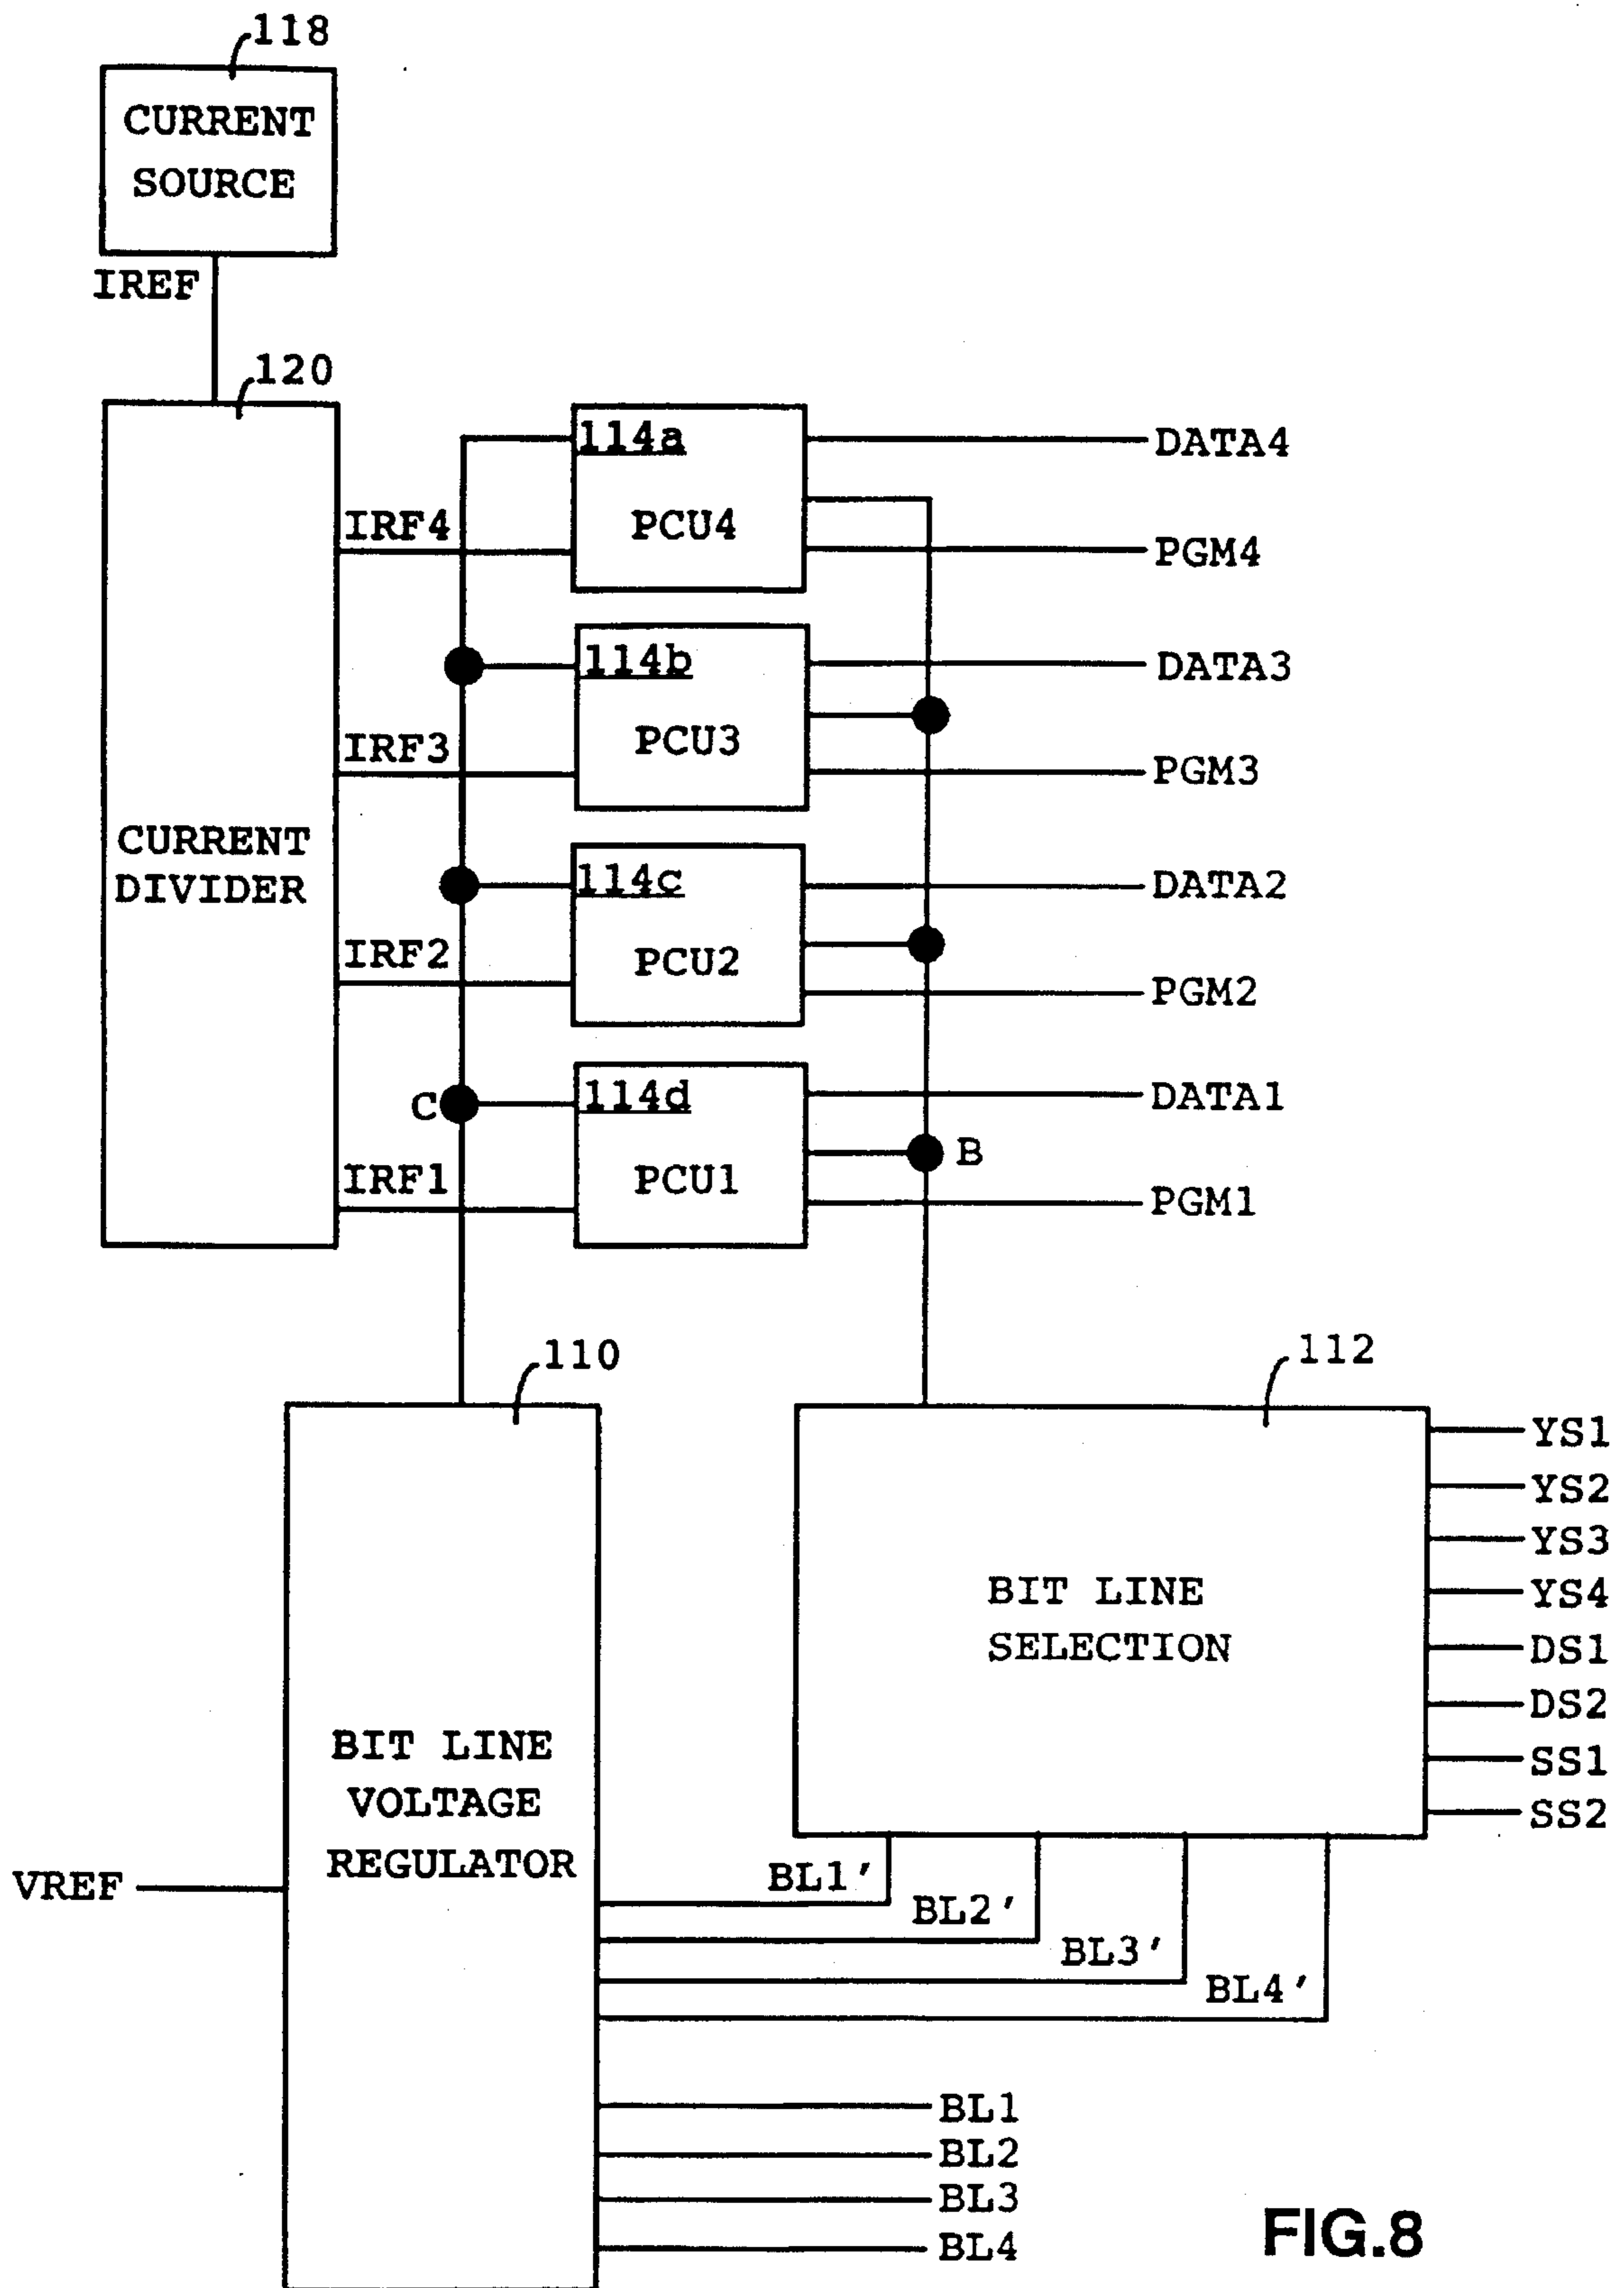 118
CURRENT
SOURCE
IREF
120
114a
DATA4
IRF4
PCU4
PGM4
114b
DATA3
IRF3
PCU3
PGM3
CURRENT
DIVIDER
114c
DATA2
IRF2
PCU2
PGM2
C
114d
DATA1
B
IRF1
PCU1
PGM1
110
112
YS1
YS2
YS3
YS4
DS1
DS2
SS1
SS2
BIT LINE
SELECTION
BIT LINE
VOLTAGE
REGULATOR
VREF
BL1'
BL2'
BL3'
BL4'
BL1
BL2
BL3
BL4
FIG.8